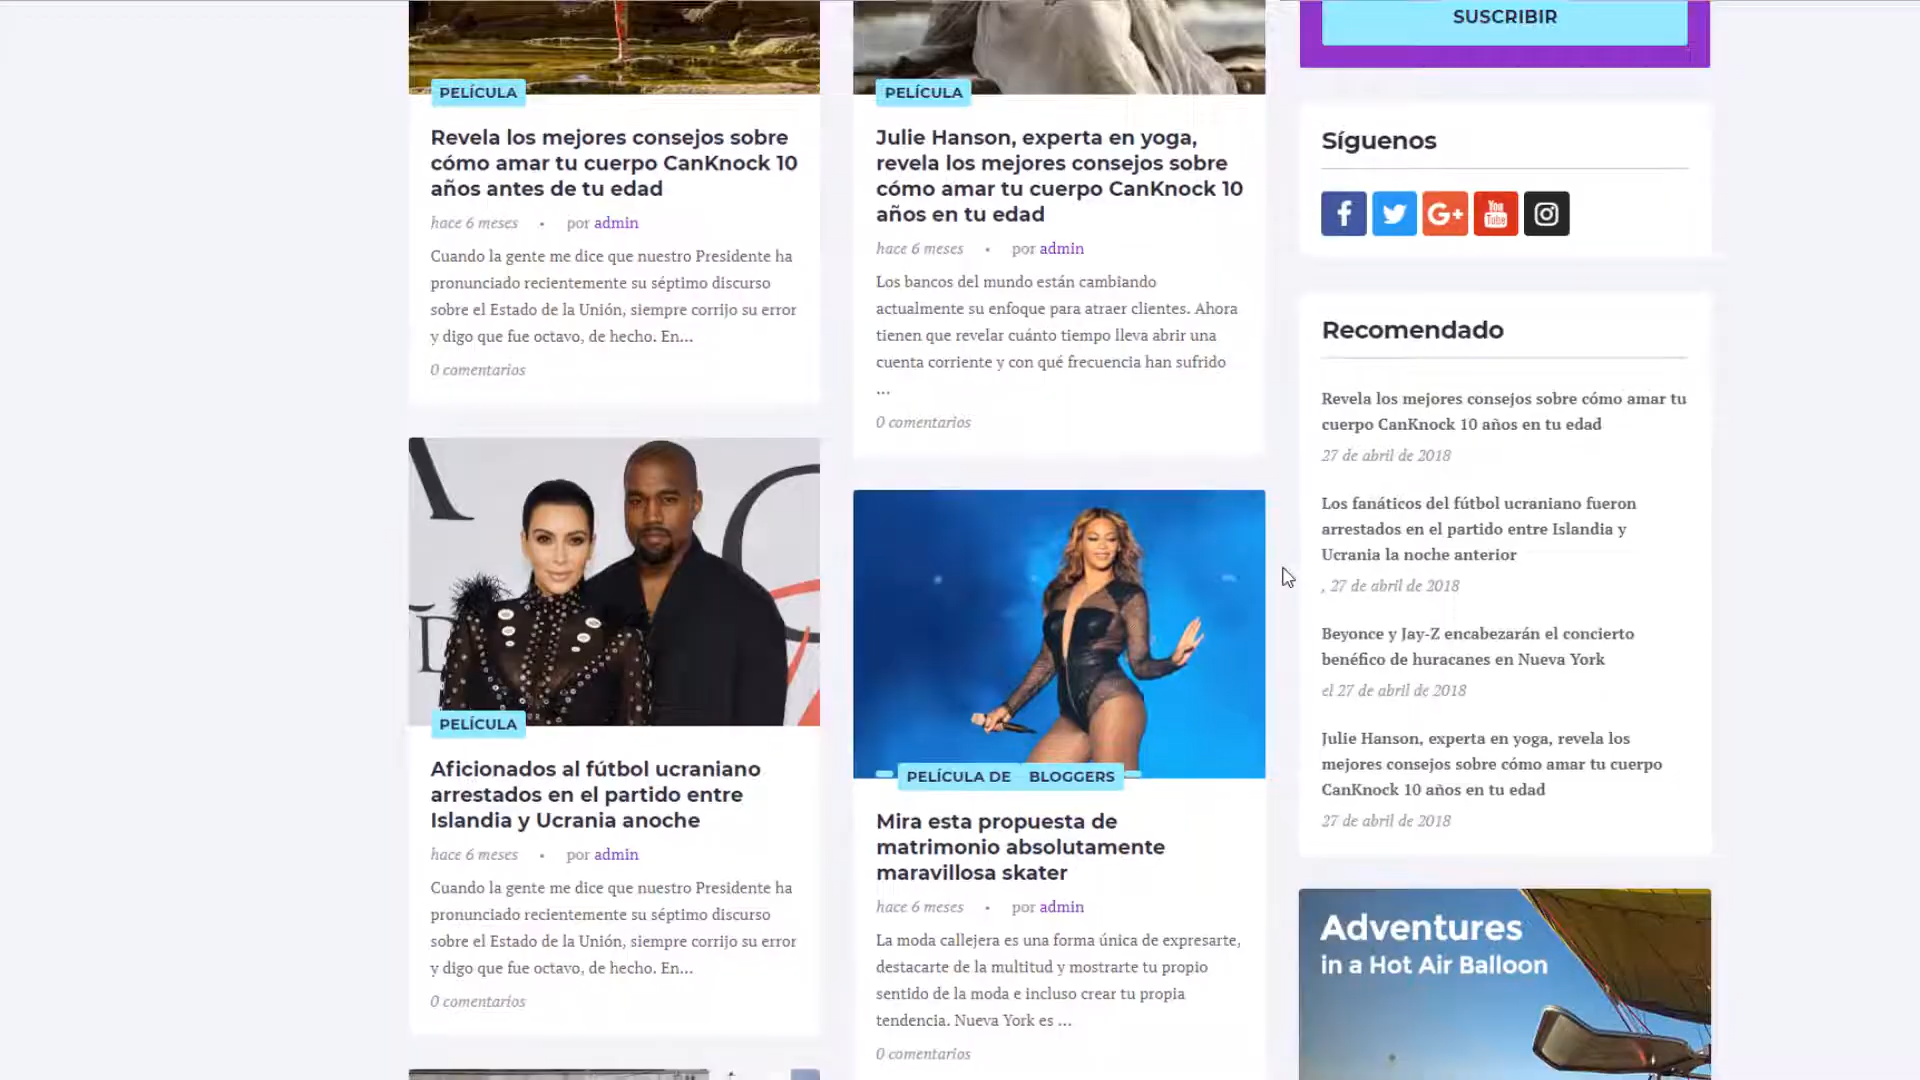 PELÍCULA
Revela los mejores consejos sobre
cómo amar tu cuerpo CanKnock 10
años antes de tu edad
hace 6 meses • por admin
Cuando la gente me dice que nuestro Presidente ha
pronunciado recientemente su séptimo discurso
sobre el Estado de la Unión, siempre corrijo su error
y digo que fue octavo, de hecho. En...
0 comentarios
PELÍCULA
Aficionados al fútbol ucraniano
arrestados en el partido entre
Islandia y Ucrania anoche
hace 6 meses • por admin
Cuando la gente me dice que nuestro Presidente ha
pronunciado recientemente su séptimo discurso
sobre el Estado de la Unión, siempre corrijo su error
y digo que fue octavo, de hecho. En...
0 comentarios
PELÍCULA
Julie Hanson, experta en yoga,
revela los mejores consejos sobre
cómo amar tu cuerpo CanKnock 10
años en tu edad
hace 6 meses • por admin
Los bancos del mundo están cambiando
actualmente su enfoque para atraer clientes. Ahora
tienen que revelar cuánto tiempo lleva abrir una
cuenta corriente y con qué frecuencia han sufrido
...
0 comentarios
PELÍCULA DE BLOGGERS
Mira esta propuesta de
matrimonio absolutamente
maravillosa skater
hace 6 meses • por admin
La moda callejera es una forma única de expresarte,
destacarte de la multitud y mostrarte tu propio
sentido de la moda e incluso crear tu propia
tendencia. Nueva York es ...
0 comentarios
SUSCRIBIR
Síguenos
You
Tube
Recomendado
Revela los mejores consejos sobre cómo amar tu
cuerpo CanKnock 10 años en tu edad
27 de abril de 2018
Los fanáticos del fútbol ucraniano fueron
arrestados en el partido entre Islandia y
Ucrania la noche anterior
, 27 de abril de 2018
Beyonce y Jay-Z encabezarán el concierto
benéfico de huracanes en Nueva York
el 27 de abril de 2018
Julie Hanson, experta en yoga, revela los
mejores consejos sobre cómo amar tu cuerpo
CanKnock 10 años en tu edad
27 de abril de 2018
Adventures
in a Hot Air Balloon